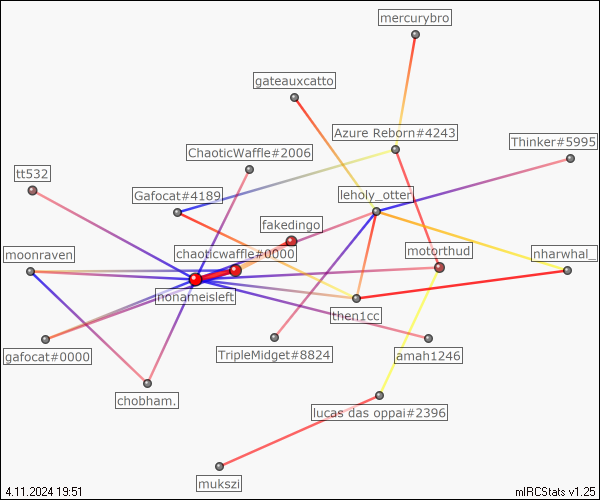 mercurybro
gateauxcatto
Azure Reborn#4243
Thinker#5995
ChaoticWaffle#2006
tt532
Gafocat#4189
leholy_otter
fakedingo
moonraven
chaoticwaffle#0000
motorthud
nharwhal_
nonameisleft
then1cc
gafocat#0000
TripleMidget#8824
amah1246
chobham.
lucas das oppai#2396
mukszi
4.11.2024 19:51
mIRCStats v1.25